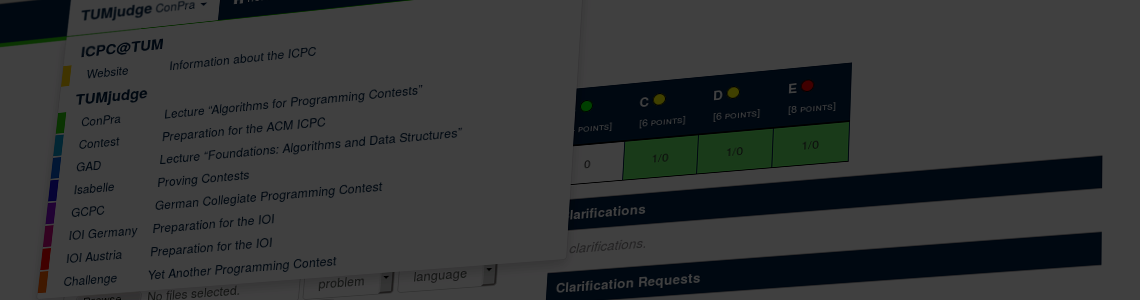 TUMjudge ConPra
ICPC@TUM
Website Information about the ICPC
TUMjudge
ConPra Lecture “Algorithms for Programming Contests”
Contest Preparation for the ACM ICPC
GAD Lecture “Foundations: Algorithms and Data Structures”
Isabelle Proving Contests
GCPC German Collegiate Programming Contest
IOI Germany Preparation for the IOI
IOI Austria Preparation for the IOI
Challenge Yet Another Programming Contest
No files selected.
problem
language
C D E
POINTS] [6 POINTS] [6 POINTS] [8 POINTS]
0 1/0 1/0 1/0
larifications
clarifications.
Clarification Requests